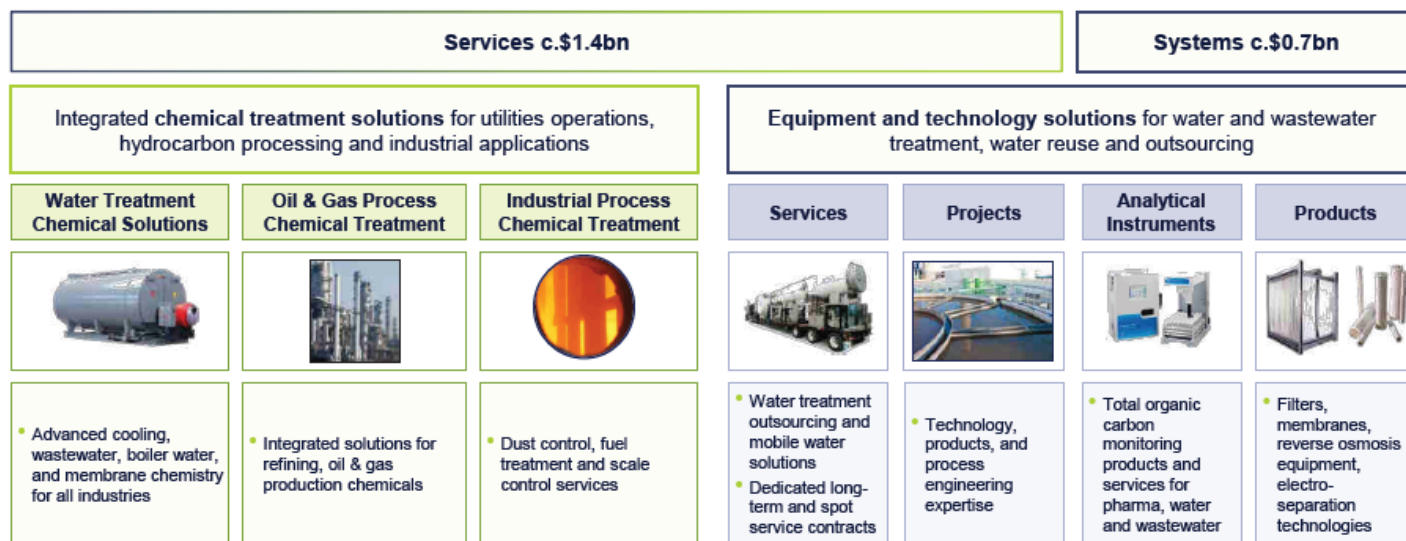 Services c.$1.4bn
Systems c.$0.7bn
Integrated chemical treatment solutions for utilities operations,
hydrocarbon processing and industrial applications
Equipment and technology solutions for water and wastewater
treatment, water reuse and outsourcing
Water Treatment
Chemical Solutions
Oil & Gas Process
Chemical Treatment
Industrial Process
Chemical Treatment
Services
Projects
Analytical
Instruments
Products
• Advanced cooling,
wastewater, boiler water,
and membrane chemistry
for all industries
• Integrated solutions for
refining, oil & gas
production chemicals
• Dust control, fuel
treatment and scale
control services
• Water treatment
outsourcing and
mobile water
solutions
• Dedicated long-
term and spot
service contracts
• Technology,
products, and
process
engineering
expertise
• Total organic
carbon
monitoring
products and
services for
pharma, water
and wastewater
• Filters,
membranes,
reverse osmosis
equipment,
electro-
separation
technologies